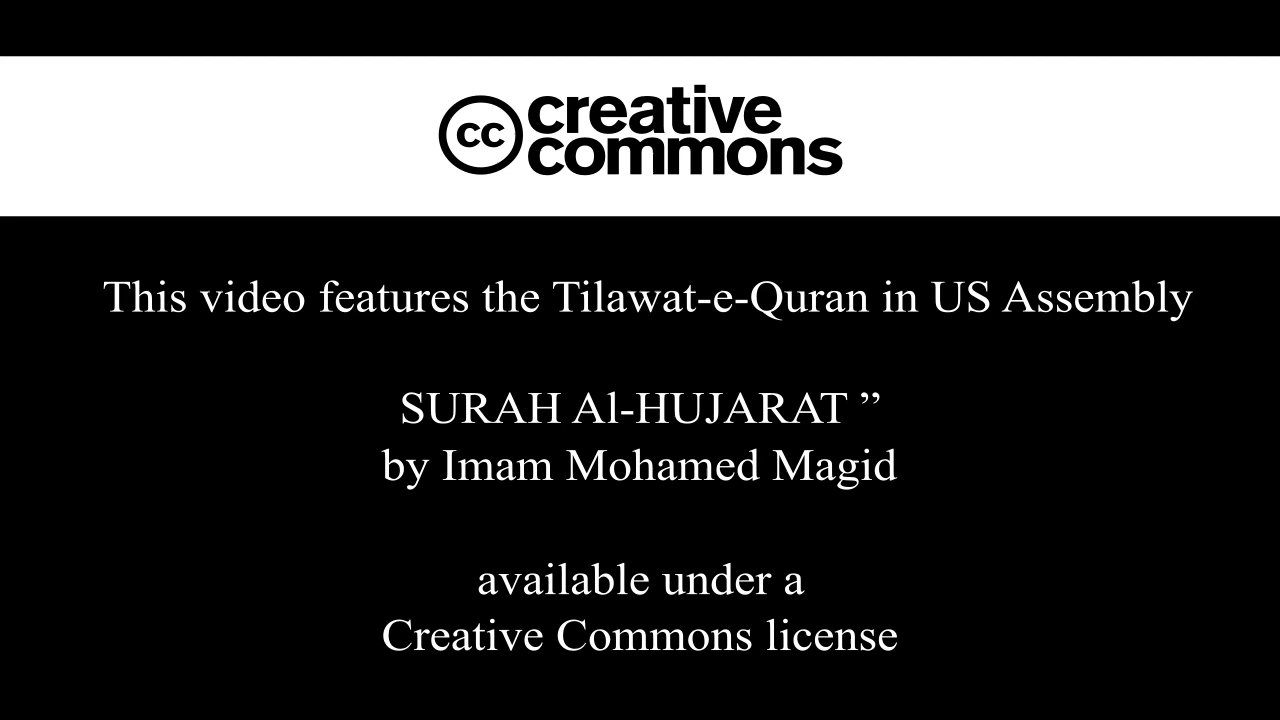 cc creative
commons
This video features the Tilawat-e-Quran in US Assembly
SURAH Al-HUJARAT ”
by Imam Mohamed Magid
available under a
Creative Commons license